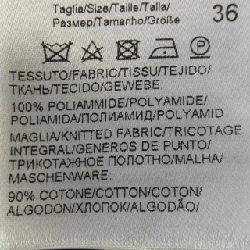 Taglia/Size/Taille/Talla/
Размер/Tamanho/Größe
36
TESSUTO/FABRIC/TISSU/TEJIDO/
ТКАНЬ/TECIDO/GEWEBE
100% POLIAMMIDE/POLYAMIDE/
POLIAMIDA/ПОЛИАМИД/POLYAMID
MAGLIA/KNITTED FABRIC/TRICOTAGE
INTEGRAL/GENEROS DE PUNTO/
ТРИКОТАЖНОЕ ПОЛОТНО/MALHA/
MASCHENWARE:
90% COTONE/COTTON/COTON/
ALGODON/ХЛОПОК/ALGODÃO/